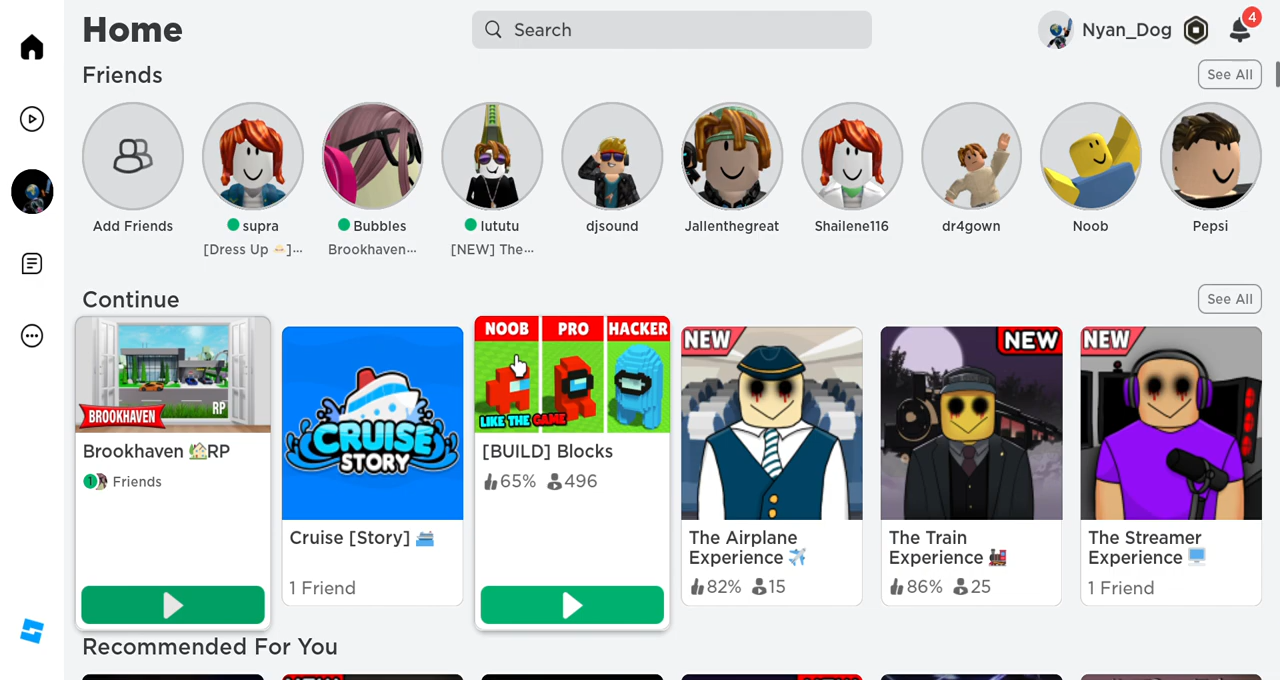 Home
Search
Nyan_Dog
4
Friends
See All
Add Friends
supra
Bubbles
lututu
djsound
Jallenthegreat
Shailene116
dr4gown
Noob
Pepsi
[Dress Up 👶🏻]...
Brookhaven...
[NEW] The...
Continue
See All
BROOKHAVEN
RP
CRUISE
STORY
NOOB
PRO
HACKER
LIKE THE GAME
NEW
NEW
NEW
Brookhaven 🏡RP
1 Friends
Cruise [Story] 🛳️
1 Friend
[BUILD] Blocks
65% 496
The Airplane
Experience ✈️
82% 15
The Train
Experience 🚂
86% 25
The Streamer
Experience 🖥️
1 Friend
Recommended For You